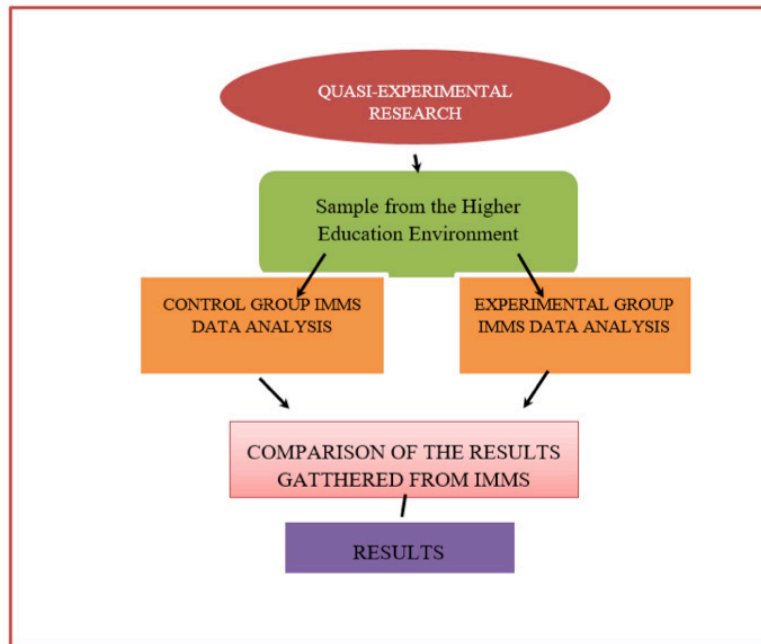 QUASI-EXPERIMENTAL
RESEARCH
Sample from the Higher
Education Environment
CONTROL GROUP IMMS
DATA ANALYSIS
EXPERIMENTAL GROUP
IMMS DATA ANALYSIS
COMPARISON OF THE RESULTS
GATTHERED FROM IMMS
RESULTS